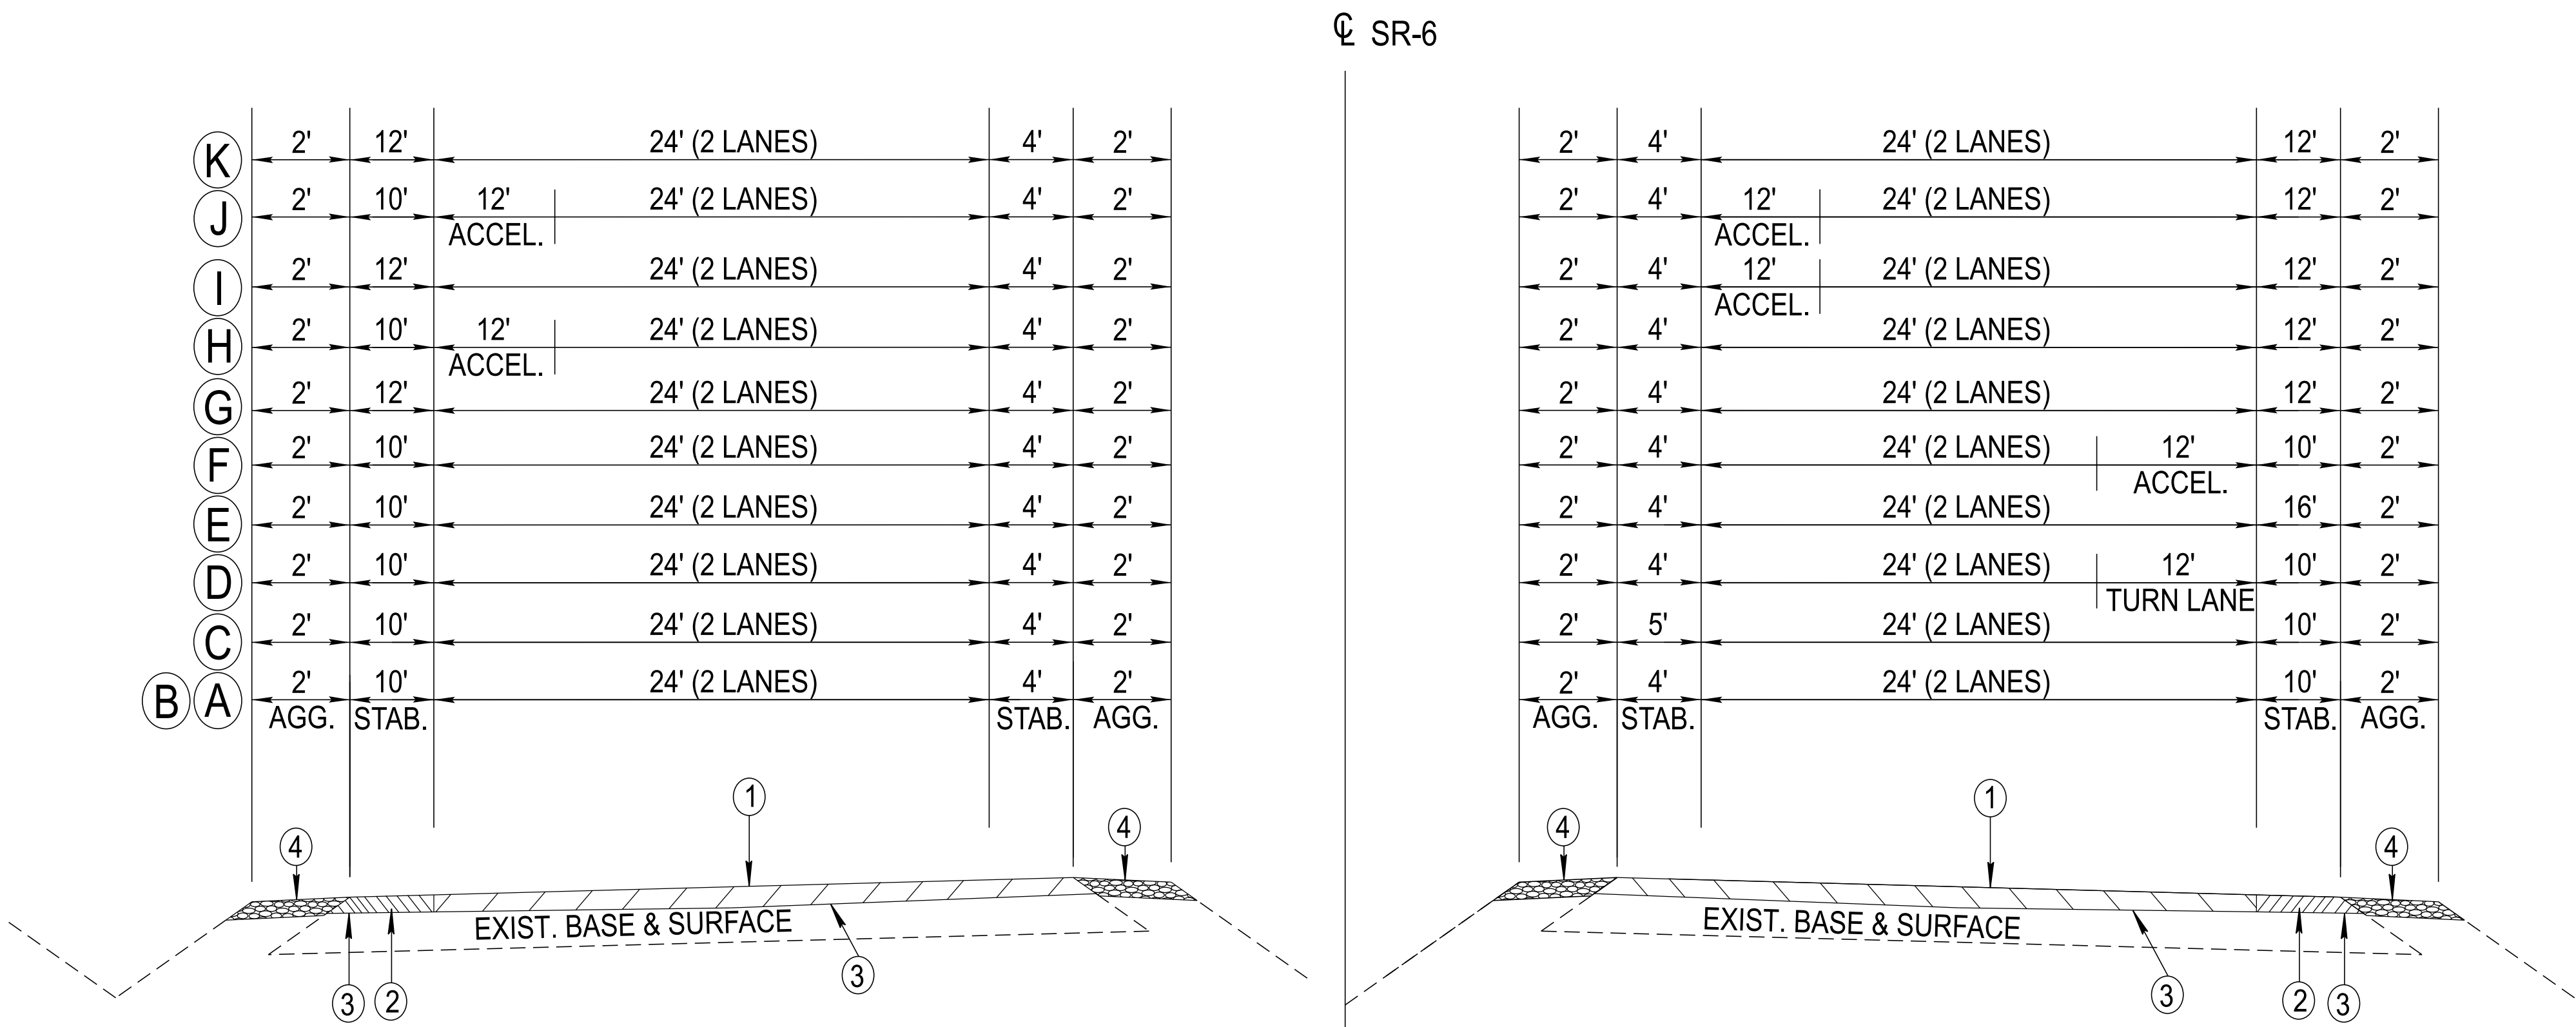 ℄ SR-6
K 2' 12' 24' (2 LANES) 4' 2' 2' 4' 24' (2 LANES) 12' 2'
J 2' 10' 12' 24' (2 LANES) 4' 2' 2' 4' 12' 24' (2 LANES) 12' 2'
ACCEL. ACCEL.
I 2' 12' 24' (2 LANES) 4' 2' 2' 4' 12' 24' (2 LANES) 12' 2'
ACCEL.
H 2' 10' 12' 24' (2 LANES) 4' 2' 2' 4' 24' (2 LANES) 12' 2'
ACCEL.
G 2' 12' 24' (2 LANES) 4' 2' 2' 4' 24' (2 LANES) 12' 2'
F 2' 10' 24' (2 LANES) 4' 2' 2' 4' 24' (2 LANES) 12' 10' 2'
ACCEL.
E 2' 10' 24' (2 LANES) 4' 2' 2' 4' 24' (2 LANES) 16' 2'
D 2' 10' 24' (2 LANES) 4' 2' 2' 4' 24' (2 LANES) 12' 10' 2'
TURN LANE
C 2' 10' 24' (2 LANES) 4' 2' 2' 5' 24' (2 LANES) 10' 2'
B A 2' 10' 24' (2 LANES) 4' 2' 2' 4' 24' (2 LANES) 10' 2'
AGG. STAB. STAB. AGG. AGG. STAB. STAB. AGG.
1 1
4 4 4 4
EXIST. BASE & SURFACE EXIST. BASE & SURFACE
3 2 3 3 2 3